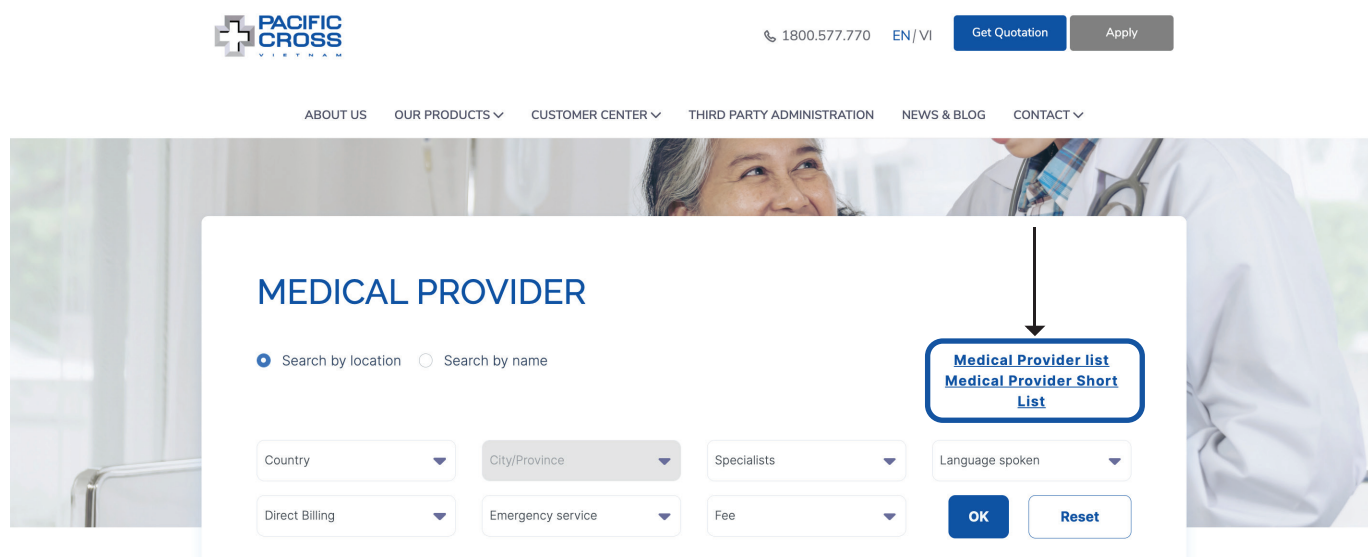 PACIFIC
CROSS
VIETNAM
1800.577.770 EN/VI Get Quotation Apply
ABOUT US OUR PRODUCTS CUSTOMER CENTER THIRD PARTY ADMINISTRATION NEWS & BLOG CONTACT
MEDICAL PROVIDER
Search by location Search by name
Medical Provider list
Medical Provider Short
List
Country City/Province Specialists Language spoken
Direct Billing Emergency service Fee OK Reset